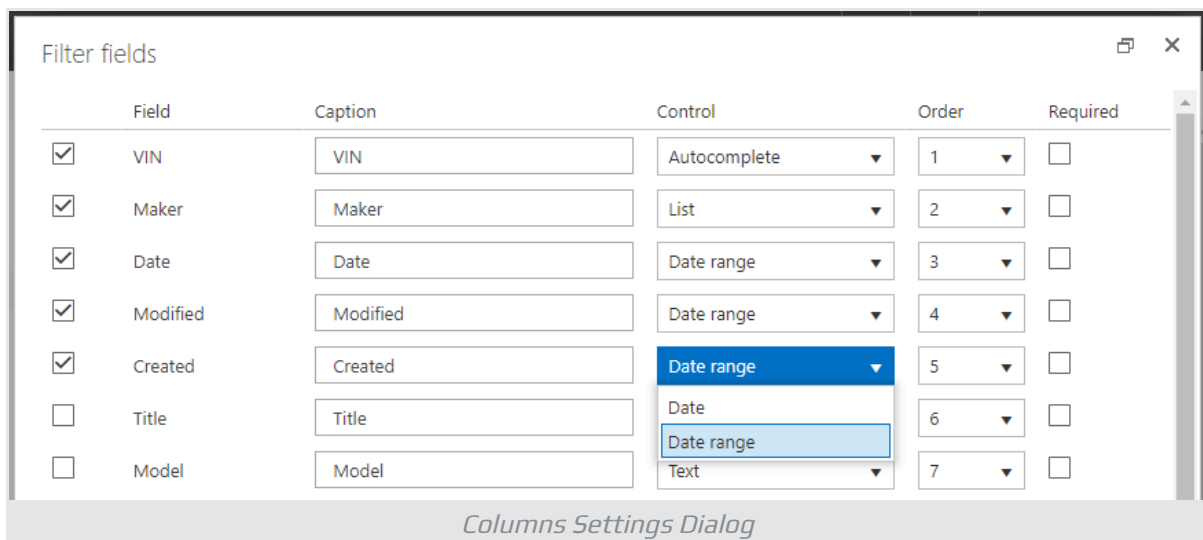 Filter fields
Field Caption Control Order Required
VIN VIN Autocomplete 1
Maker Maker List 2
Date Date Date range 3
Modified Modified Date range 4
Created Created Date range 5
Title Title Date 6
Date range
Model Model Text 7
Columns Settings Dialog